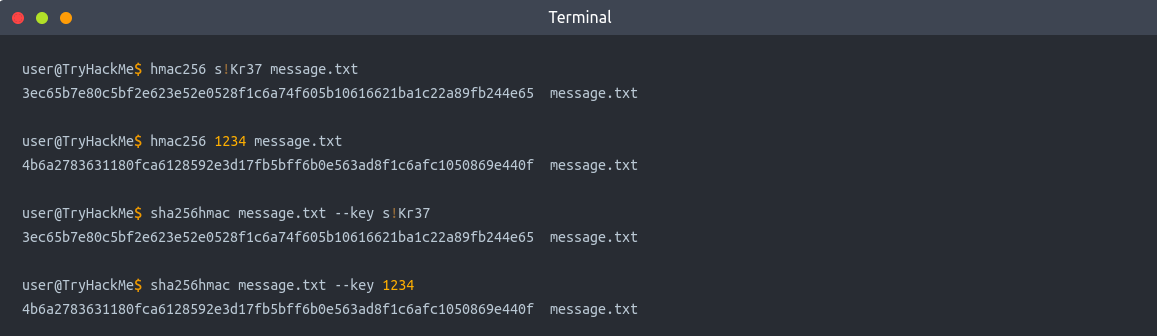 Terminal
user@TryHackMe$ hmac256 s!Kr37 message.txt
3ec65b7e80c5bf2e623e52e0528f1c6a74f605b10616621ba1c22a89fb244e65  message.txt
user@TryHackMe$ hmac256 1234 message.txt
4b6a2783631180fca6128592e3d17fb5bff6b0e563ad8f1c6afc1050869e440f  message.txt
user@TryHackMe$ sha256hmac message.txt --key s!Kr37
3ec65b7e80c5bf2e623e52e0528f1c6a74f605b10616621ba1c22a89fb244e65  message.txt
user@TryHackMe$ sha256hmac message.txt --key 1234
4b6a2783631180fca6128592e3d17fb5bff6b0e563ad8f1c6afc1050869e440f  message.txt